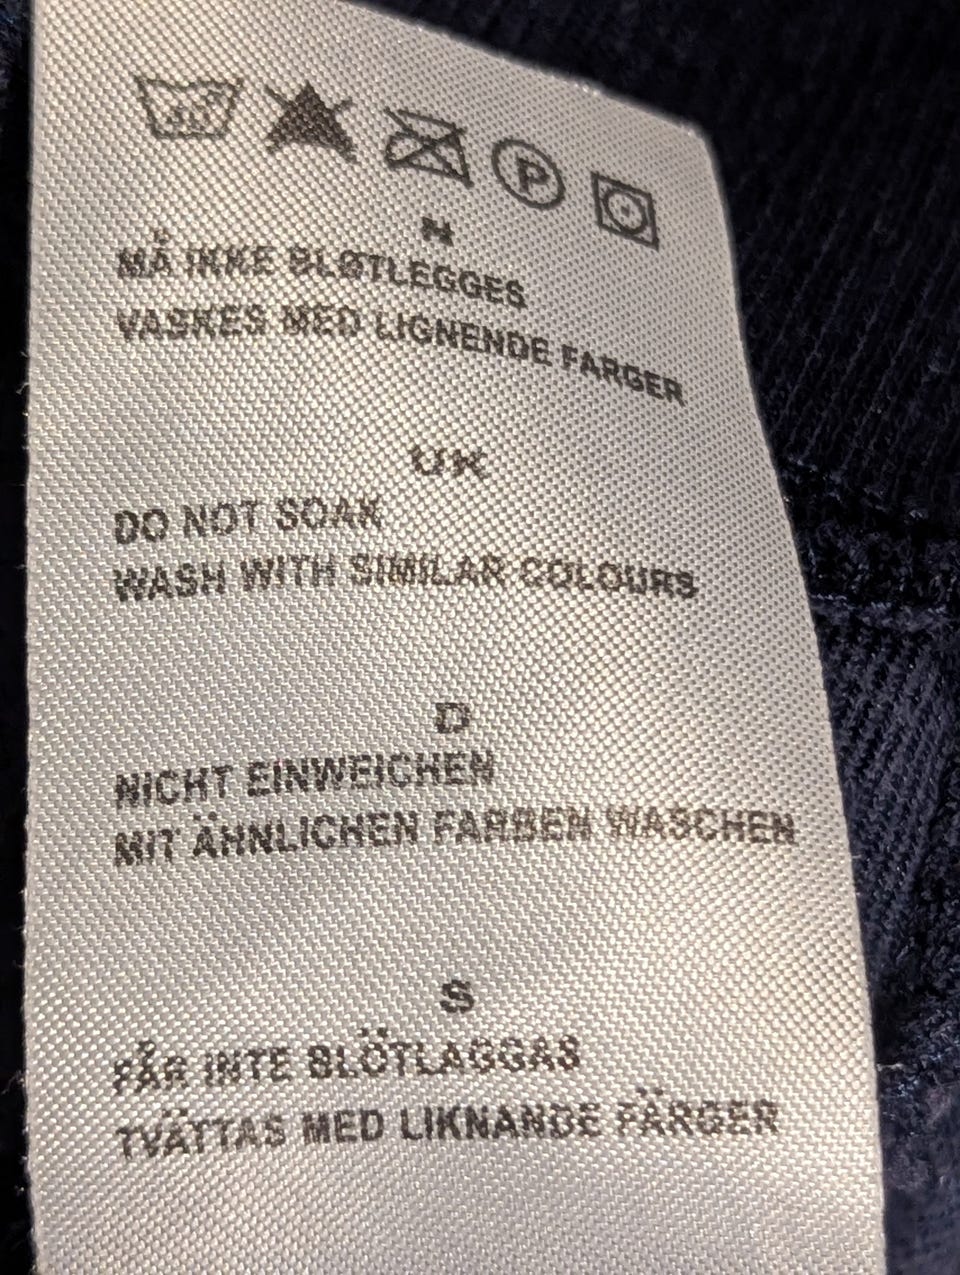 P
N
MÅ IKKE BLØTLEGGES
VASKES MED LIGNENDE FARGER
UK
DO NOT SOAK
WASH WITH SIMILAR COLOURS
D
NICHT EINWEICHEN
MIT ÄHNLICHEN FARBEN WASCHEN
S
FÅR INTE BLÖTLAGGAS
TVÄTTAS MED LIKNANDE FÄRGER